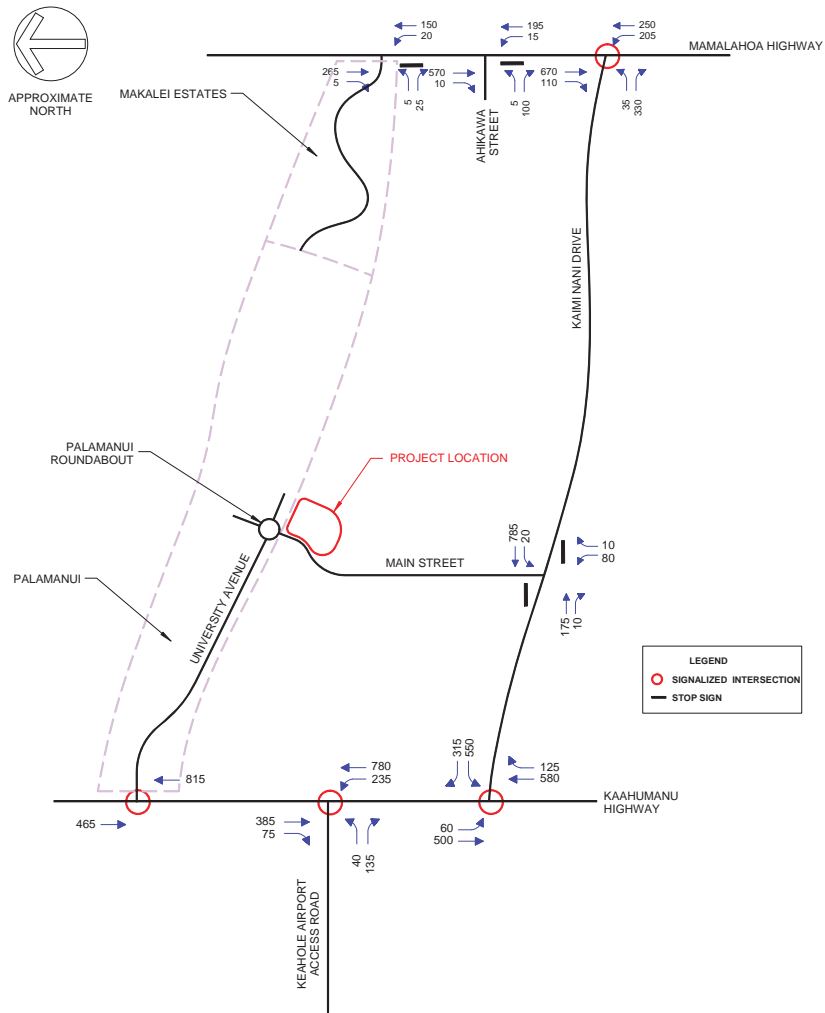 150
20
195
15
250
205
MAMALAHOA HIGHWAY
265
5
570
10
670
110
5
25
5
100
35
330
APPROXIMATE
NORTH
MAKALEI ESTATES
AHIKAWA
STREET
KAIMI NANI DRIVE
PALAMANUI
ROUNDABOUT
PROJECT LOCATION
785
20
10
80
MAIN STREET
PALAMANUI
UNIVERSITY AVENUE
175
10
LEGEND
SIGNALIZED INTERSECTION
STOP SIGN
315
550
125
580
815
780
235
KAAHUMANU
HIGHWAY
465
385
75
60
500
40
135
KEAHOLE AIRPORT
ACCESS ROAD